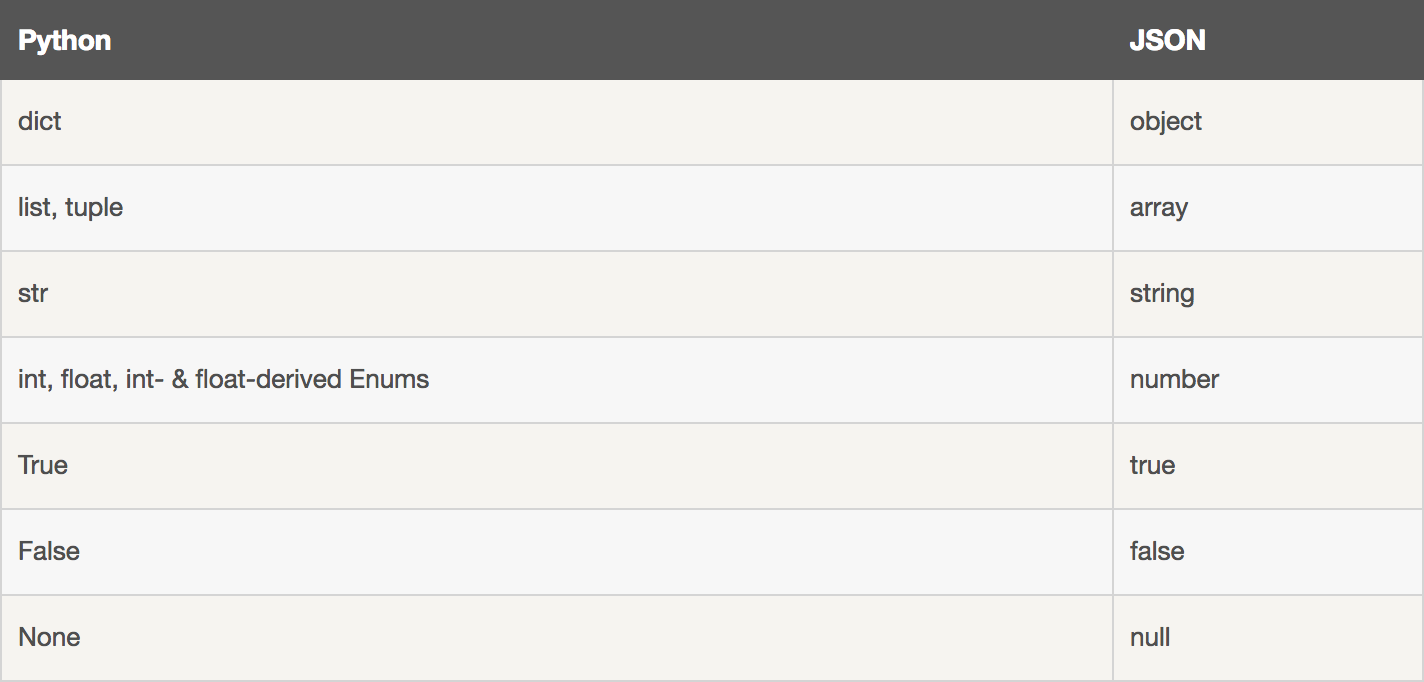 Python JSON
dict object
list, tuple array
str string
int, float, int- & float-derived Enums number
True true
False false
None null